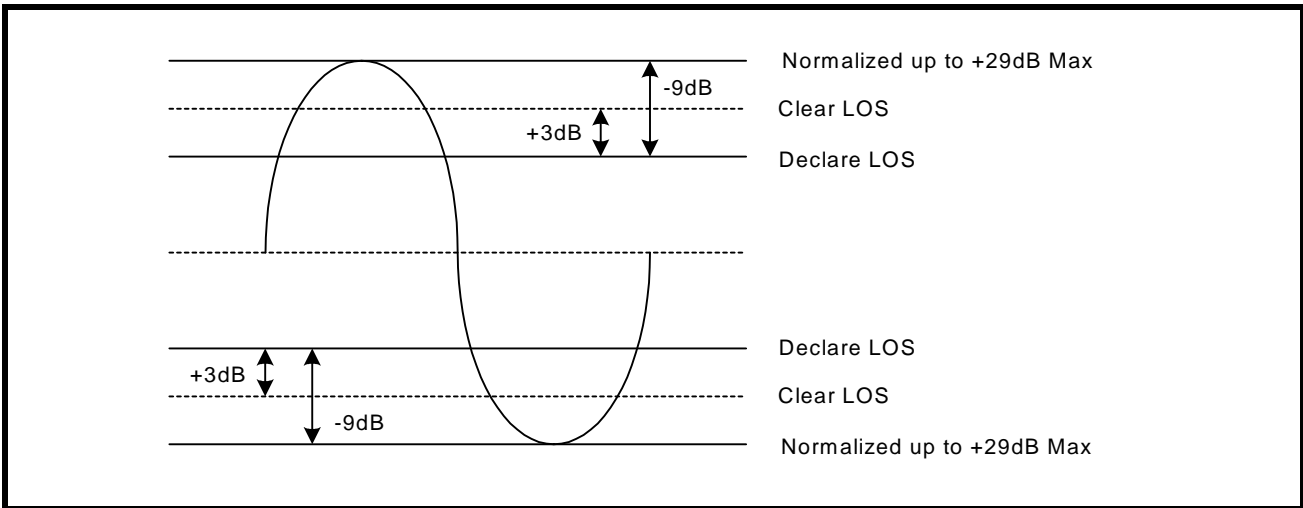 Normalized up to +29dB Max
-9dB
Clear LOS
+3dB
Declare LOS
Declare LOS
+3dB
Clear LOS
-9dB
Normalized up to +29dB Max